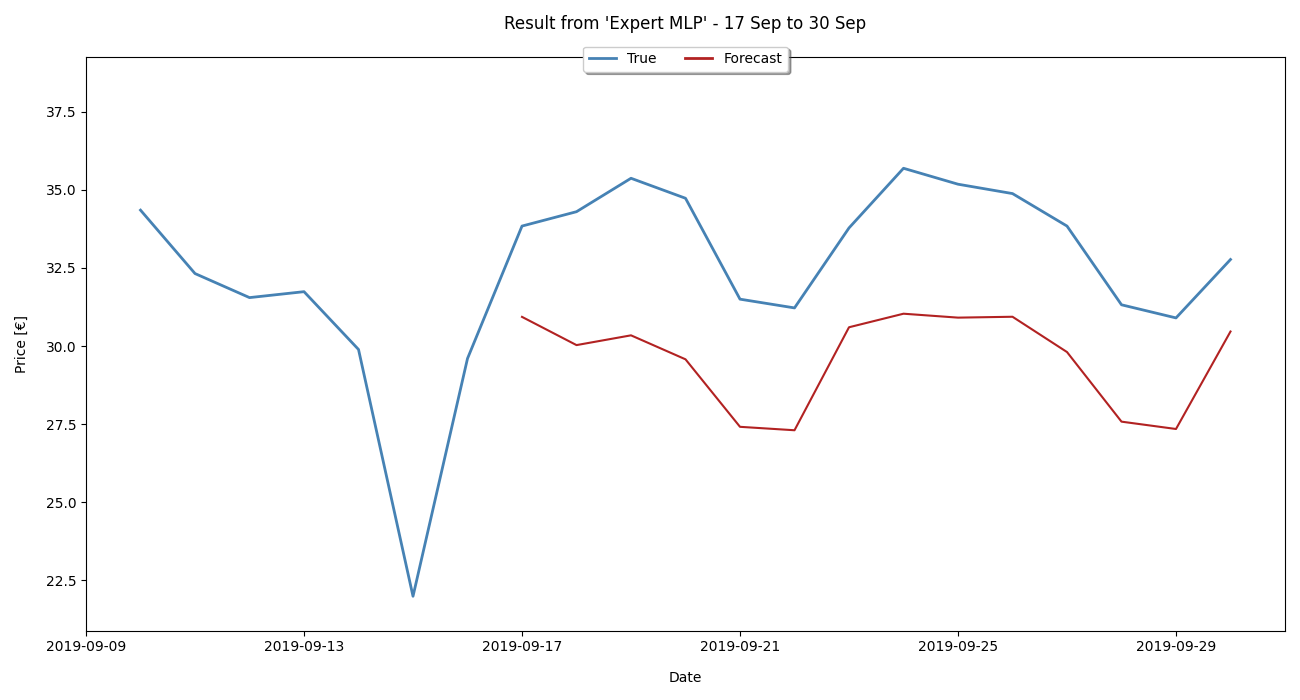 Result from 'Expert MLP' - 17 Sep to 30 Sep
True Forecast
37.5
35.0
32.5
30.0
27.5
25.0
22.5
Price [€]
2019-09-09 2019-09-13 2019-09-17 2019-09-21 2019-09-25 2019-09-29
Date